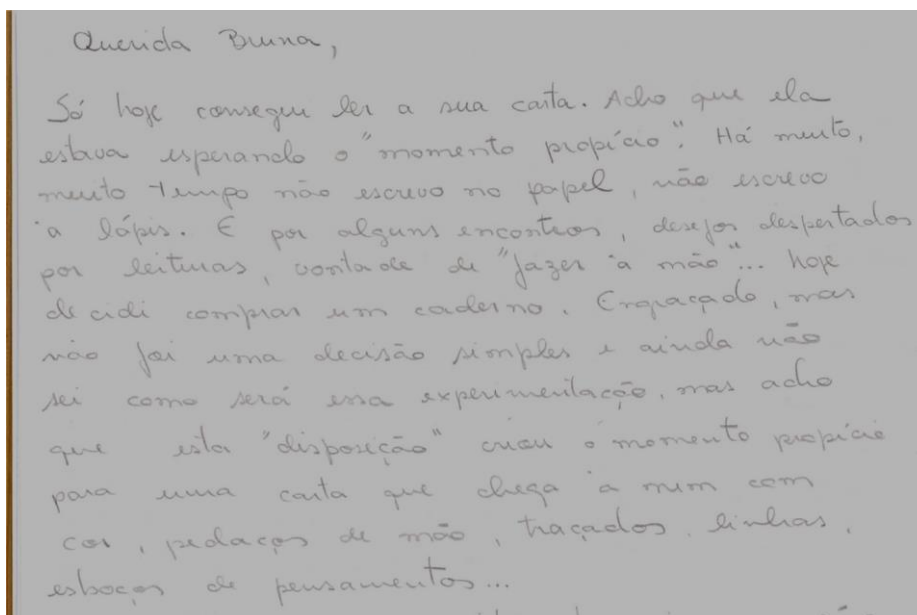 Querida Bruna,
Só hoje consegui ler a sua carta. Acho que ela
estava esperando o "momento propício". Há muito,
muito tempo não escrevo no papel, não escrevo
à lápis. E por alguns encontros, desejos despertados
por leituras, vontade de "fazer à mão"... hoje
decidi comprar um caderno. Engraçado, mas
não foi uma decisão simples e ainda não
sei como será essa experimentação, mas acho
que esta "disposição" criou o momento propício
para uma carta que chega à mim com
cor, pedaços de mão, traçados, linhas,
esboços de pensamentos...